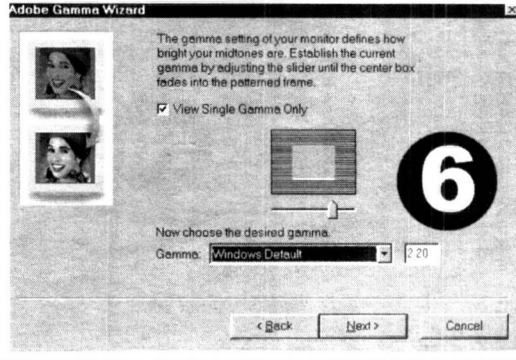 Adobe Gamma Wizard
The gamma setting of your monitor defines how
bright your midtones are. Establish the current
gamma by adjusting the slider until the center box
fades into the patterned frame.
View Single Gamma Only
6
Now choose the desired gamma.
Gamma: Windows Default 2.20
< Back Next > Cancel